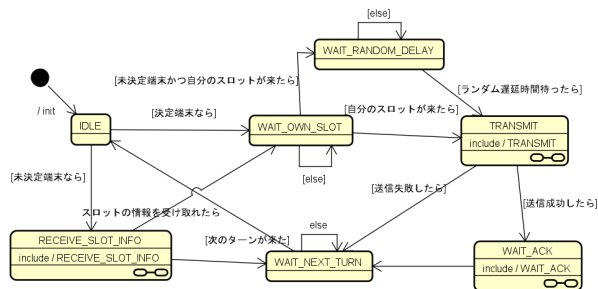 [else]
WAIT_RANDOM_DELAY
[未決定端末かつ自分のスロットが来たら]
[ランダム遅延時間待ったら]
/ init
[決定端末なら]
[自分のスロットが来たら]
IDLE
WAIT_OWN_SLOT
TRANSMIT
include / TRANSMIT
[else]
[未決定端末なら]
[送信失敗したら]
[送信成功したら]
スロットの情報を受け取れたら
else
RECEIVE_SLOT_INFO
include / RECEIVE_SLOT_INFO
[次のターンが来た]
WAIT_NEXT_TURN
WAIT_ACK
include / WAIT_ACK